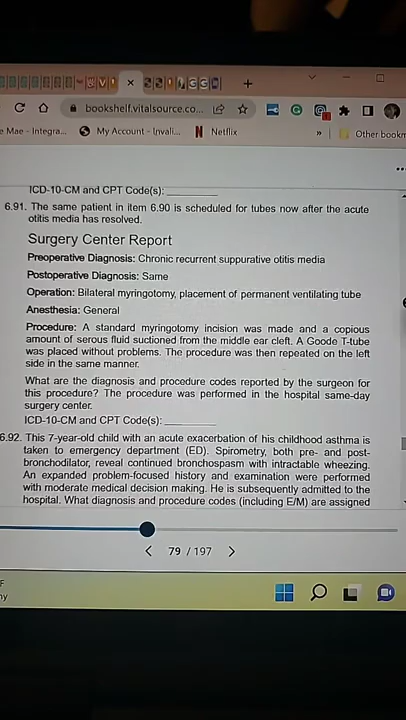 bookshelf.vitalsource.co...
e Mae - Integra...
My Account - Invali...
N Netflix
»
Other bookm
ICD-10-CM and CPT Code(s): ________
6.91. The same patient in item 6.90 is scheduled for tubes now after the acute
otitis media has resolved.
Surgery Center Report
Preoperative Diagnosis: Chronic recurrent suppurative otitis media
Postoperative Diagnosis: Same
Operation: Bilateral myringotomy, placement of permanent ventilating tube
Anesthesia: General
Procedure: A standard myringotomy incision was made and a copious
amount of serous fluid suctioned from the middle ear cleft. A Goode T-tube
was placed without problems. The procedure was then repeated on the left
side in the same manner.
What are the diagnosis and procedure codes reported by the surgeon for
this procedure? The procedure was performed in the hospital same-day
surgery center.
ICD-10-CM and CPT Code(s): ________
6.92. This 7-year-old child with an acute exacerbation of his childhood asthma is
taken to emergency department (ED). Spirometry, both pre- and post-
bronchodilator, reveal continued bronchospasm with intractable wheezing.
An expanded problem-focused history and examination were performed
with moderate medical decision making. He is subsequently admitted to the
hospital. What diagnosis and procedure codes (including E/M) are assigned
< 79 / 197 >
F
ny